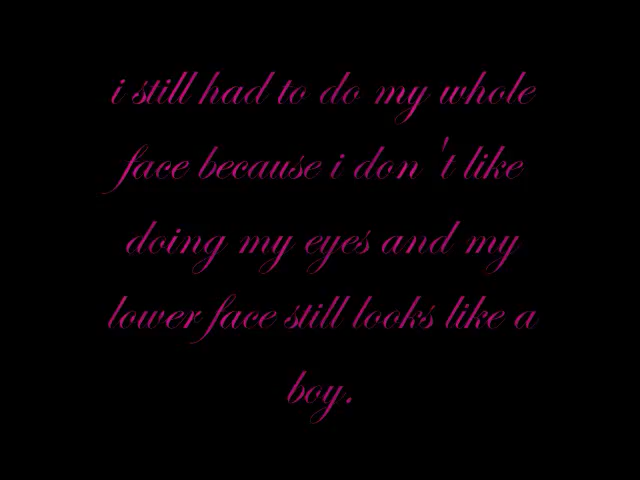 i still had to do my whole
face because i don't like
doing my eyes and my
lower face still looks like a
boy.